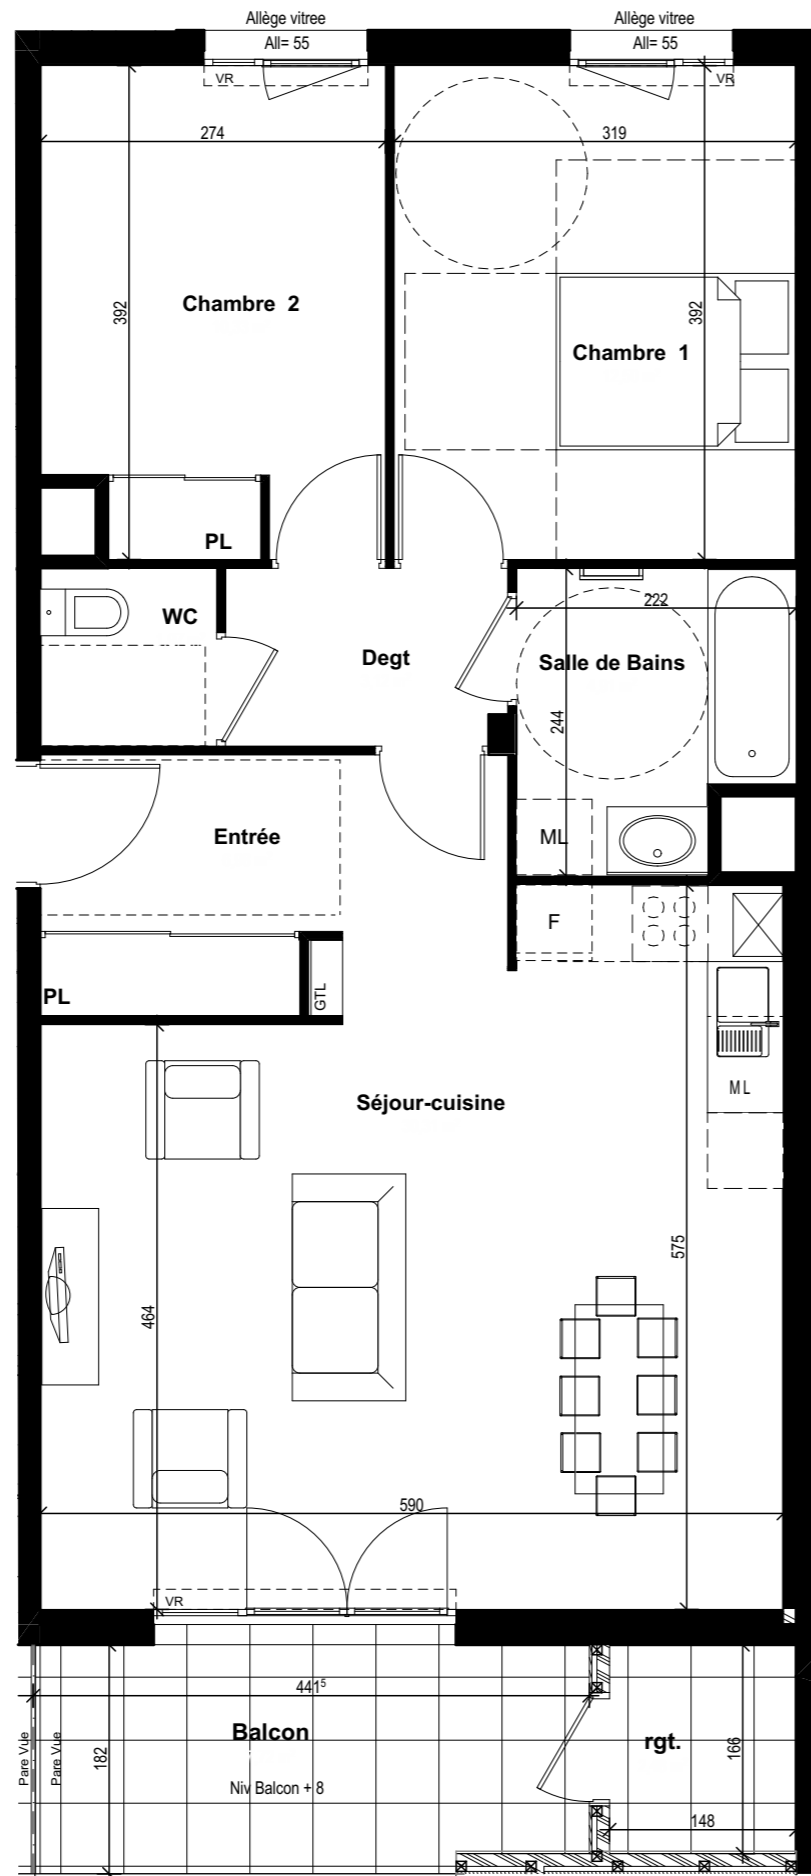 Allège vitree
Allège vitree
All= 55
All= 55
VR
VR
274
319
392
392
Chambre 2
Chambre 1
PL
WC
222
Degt
Salle de Bains
244
Entrée
ML
F
PL
GTL
ML
Séjour-cuisine
575
464
590
VR
441⁵
Balcon
rgt.
Pare Vue
Pare Vue
182
166
Niv Balcon + 8
148